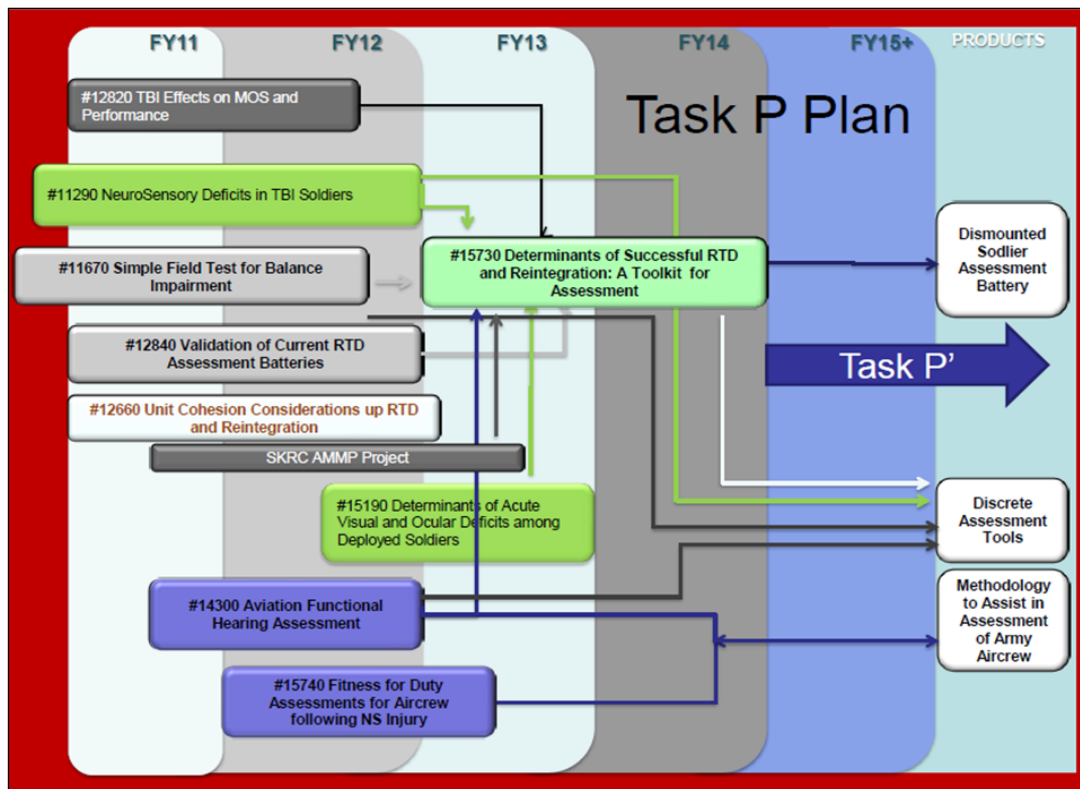 FY11
FY12
FY13
FY14
FY15+
PRODUCTS
Task P Plan
#12820 TBI Effects on MOS and
Performance
#11290 NeuroSensory Deficits in TBI Soldiers
#11670 Simple Field Test for Balance
Impairment
#15730 Determinants of Successful RTD
and Reintegration: A Toolkit for
Assessment
Dismounted
Sodlier
Assessment
Battery
#12840 Validation of Current RTD
Assessment Batteries
Task P’
#12660 Unit Cohesion Considerations up RTD
and Reintegration
SKRC AMMP Project
#15190 Determinants of Acute
Visual and Ocular Deficits among
Deployed Soldiers
Discrete
Assessment
Tools
#14300 Aviation Functional
Hearing Assessment
Methodology
to Assist in
Assessment
of Army
Aircrew
#15740 Fitness for Duty
Assessments for Aircrew
following NS Injury